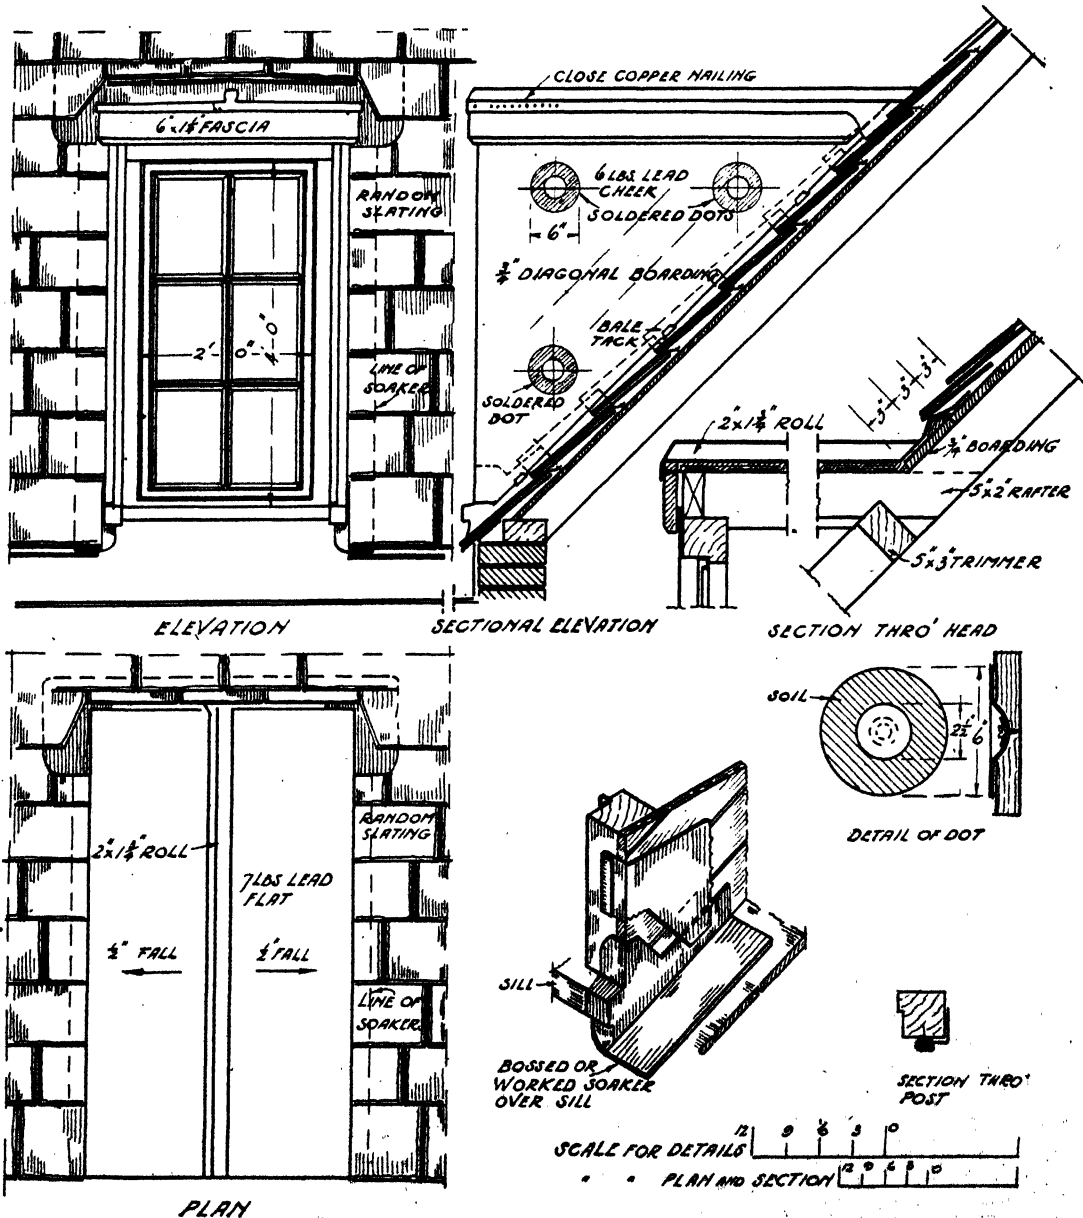 CLOSE COPPER NAILING
6"x1¼" FASCIA
RANDOM
SLATING
6 LBS. LEAD
CHEEK
SOLDERED DOTS
6"
¾" DIAGONAL BOARDING
BALE
TACK
2' 0"
4' 0"
LINE OF
SOAKER
SOLDERED
DOT
3" 3" 3"
2"x1¾" ROLL
¾" BOARDING
5"x2" RAFTER
5"x3" TRIMMER
ELEVATION
SECTIONAL ELEVATION
SECTION THRO' HEAD
SOIL
2½" 6"
DETAIL OF DOT
RANDOM
SLATING
2"x1¾" ROLL
7 LBS LEAD
FLAT
½" FALL
½" FALL
LINE OF
SOAKER
SILL
BOSSED OR
WORKED SOAKER
OVER SILL
SECTION THRO'
POST
12 9 6 3 0
SCALE FOR DETAILS
12 9 6 3 0
" " PLAN AND SECTION
PLAN